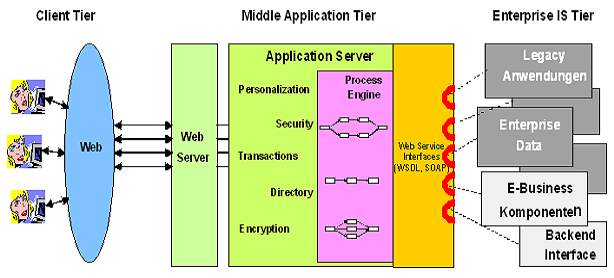 Client Tier
Middle Application Tier
Enterprise IS Tier
Web
Web
Server
Application Server
Personalization
Security
Transactions
Directory
Encryption
Process
Engine
Web Service
Interfaces
(WSDL, SOAP)
Legacy
Anwendungen
Enterprise
Data
E-Business
Komponenten
Backend
Interface